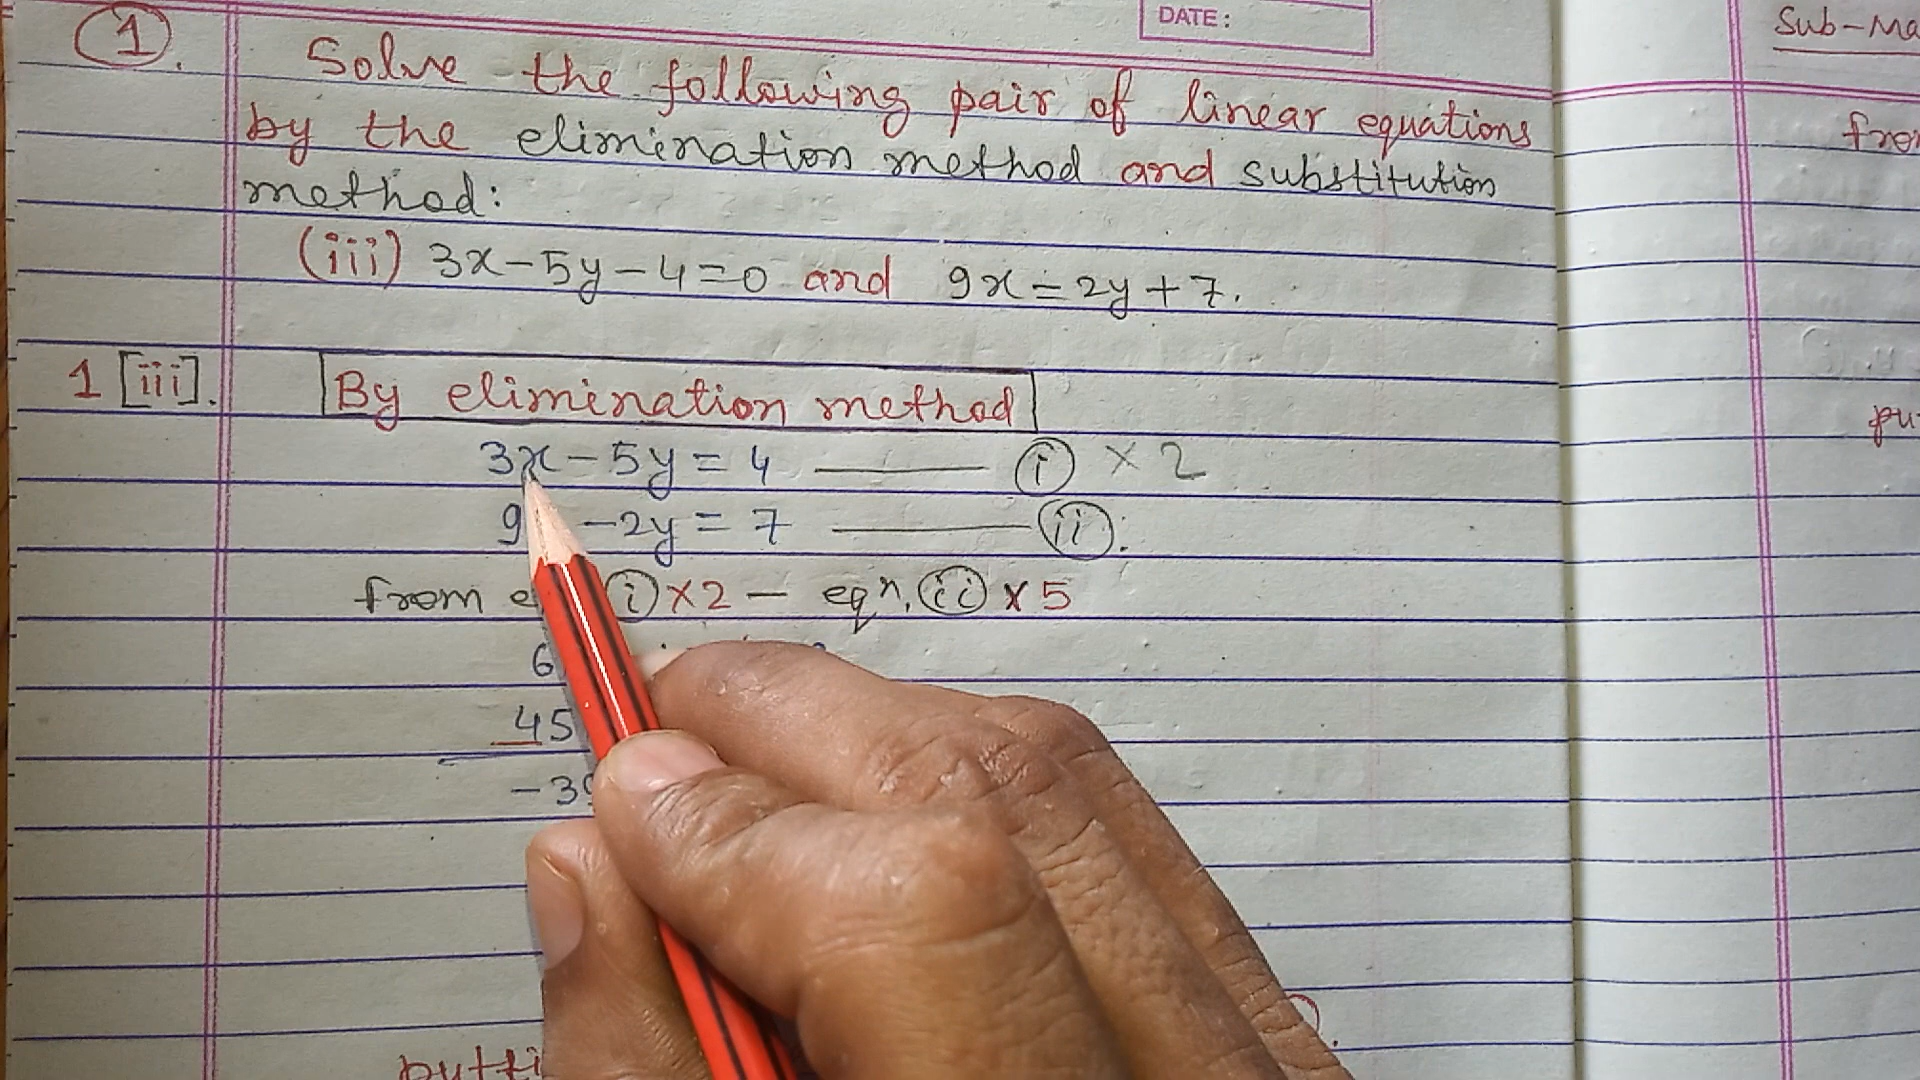 DATE:
Sub-Ma
1.
Solve the following pair of linear equations
by the elimination method and substitution
method:
(iii) 3x-5y-4=0 and 9x=2y+7.
1 [iii].
By elimination method
3x-5y=4 (i) × 2
9 -2y=7 (ii):
from (i)×2 - eqn. (ii) × 5
6
45
-3